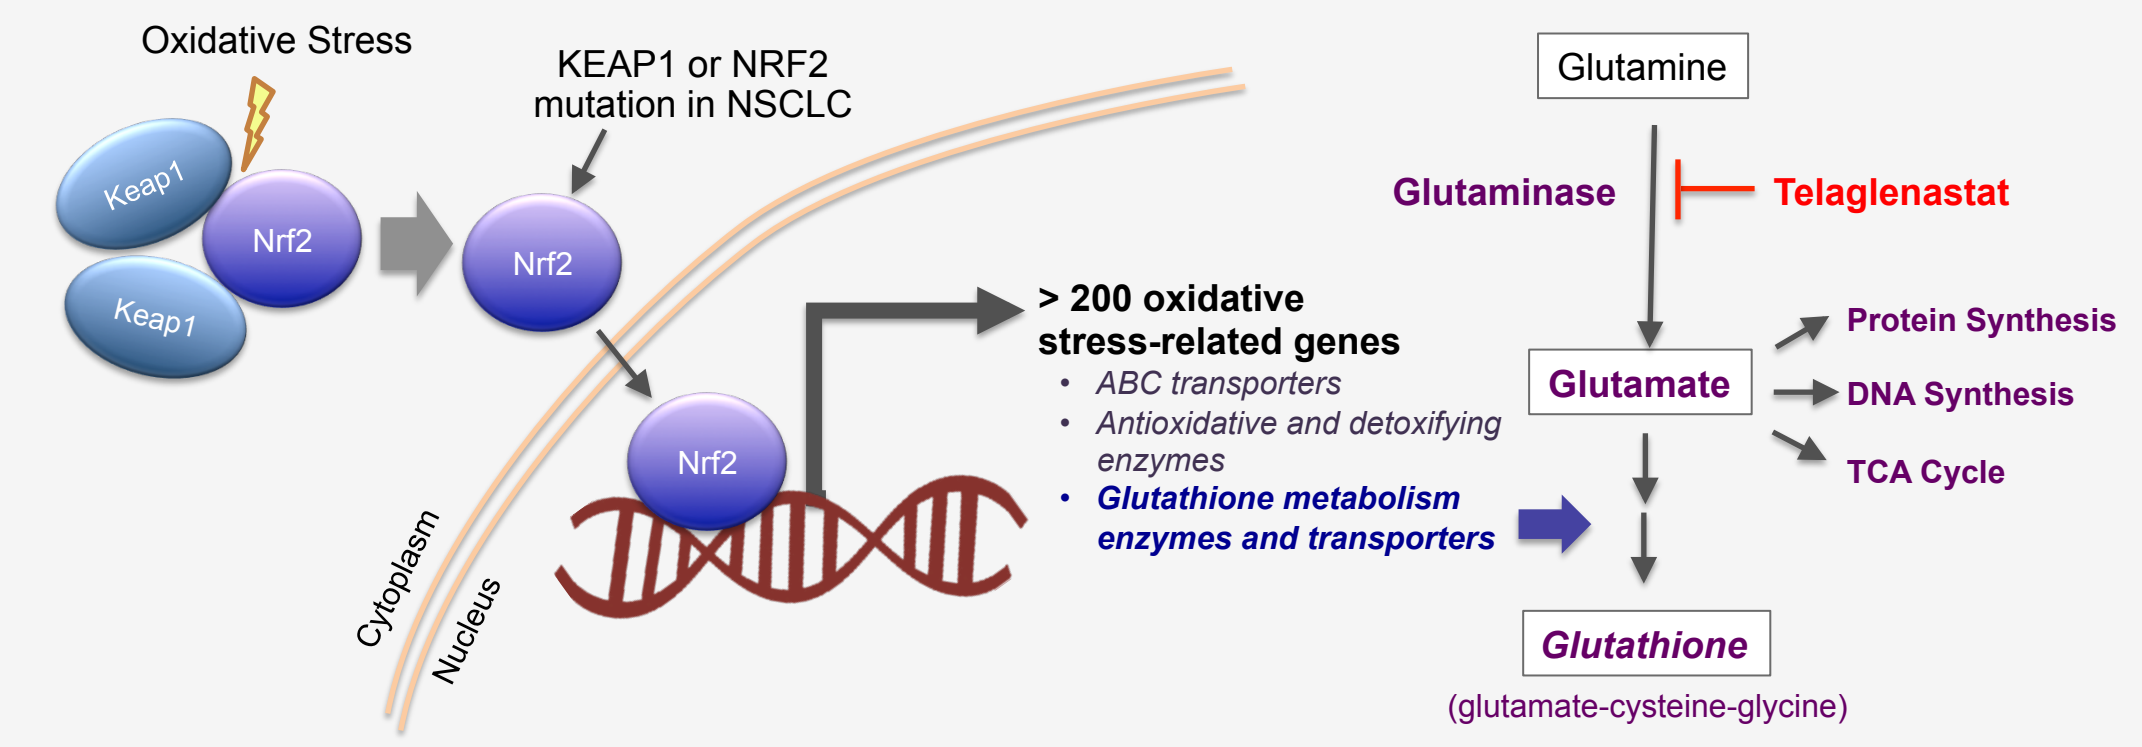 Oxidative Stress
KEAP1 or NRF2
mutation in NSCLC
Keap1
Nrf2
Keap1
Nrf2
Nrf2
Cytoplasm
Nucleus
> 200 oxidative
stress-related genes
• ABC transporters
• Antioxidative and detoxifying
enzymes
• Glutathione metabolism
enzymes and transporters
Glutamine
Glutaminase
Telaglenastat
Glutamate
Protein Synthesis
DNA Synthesis
TCA Cycle
Glutathione
(glutamate-cysteine-glycine)